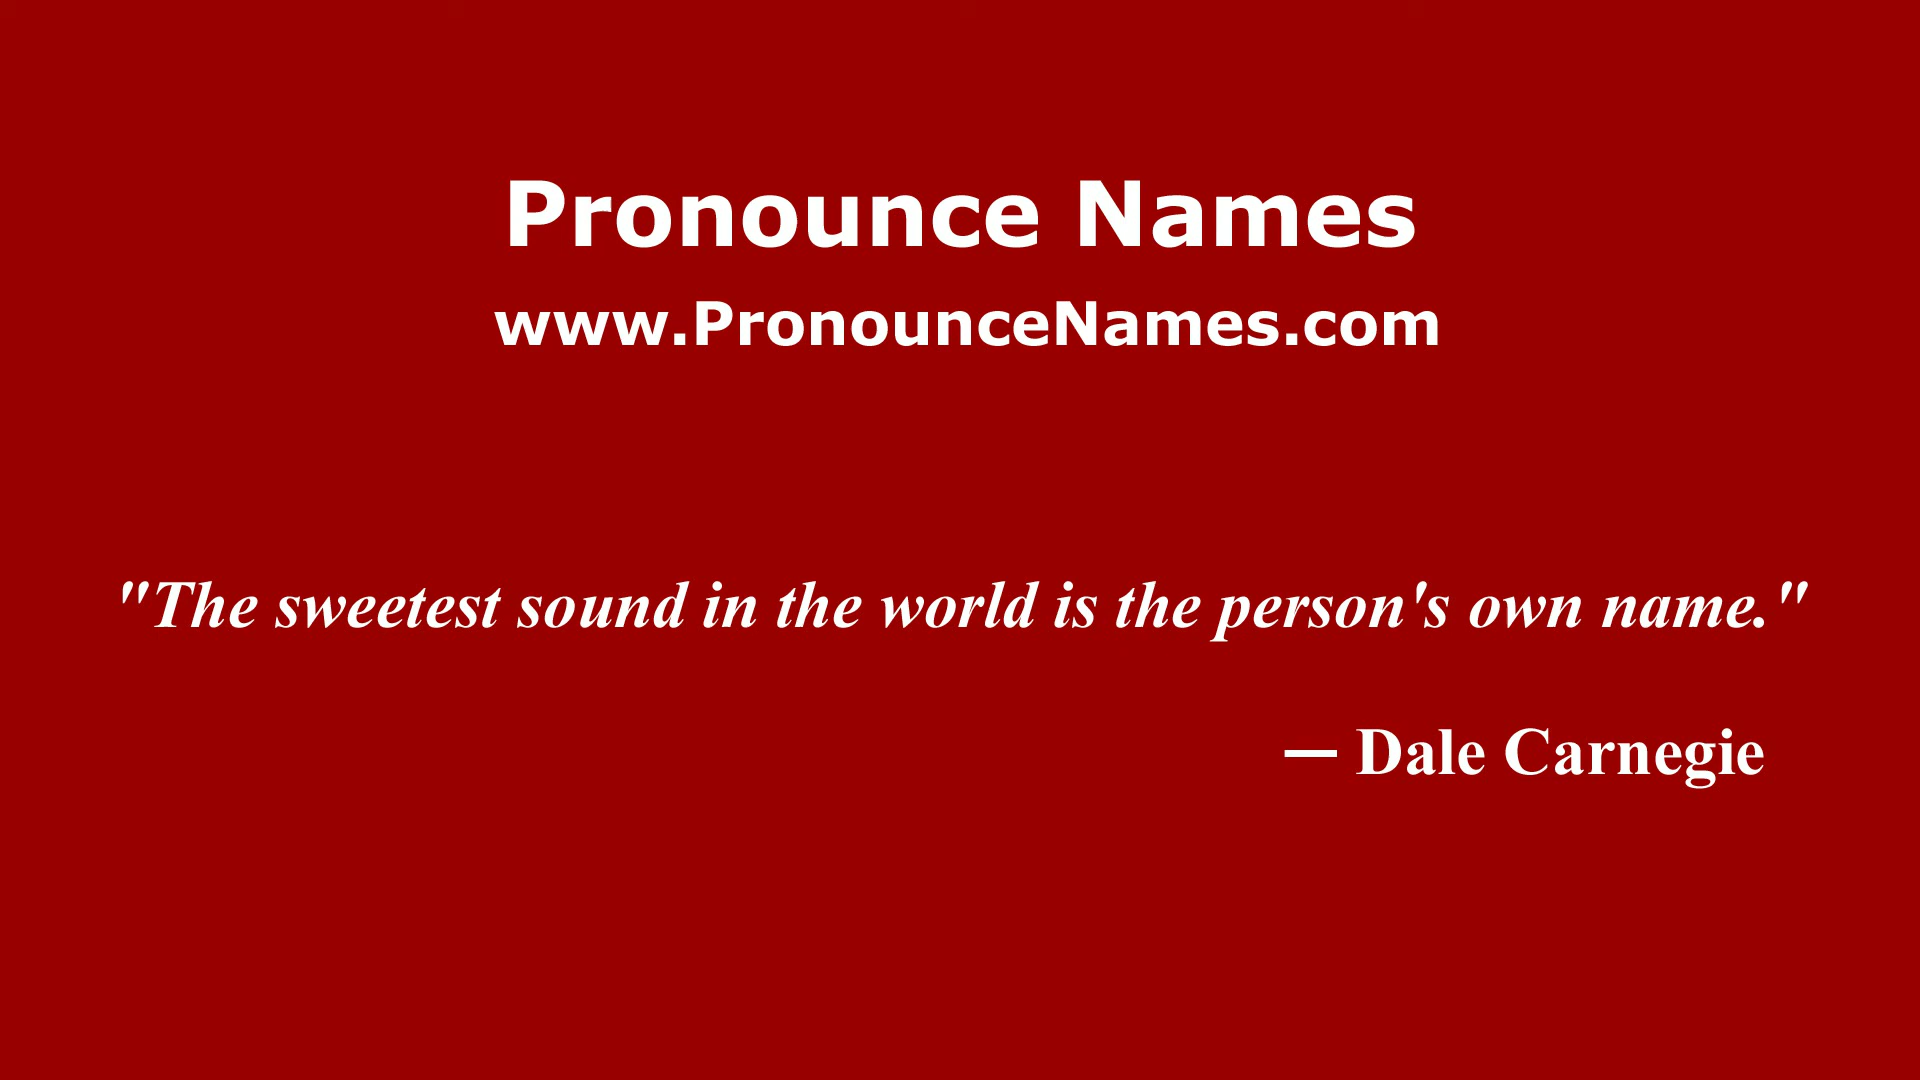 Pronounce Names
www.PronounceNames.com
"The sweetest sound in the world is the person's own name."
— Dale Carnegie